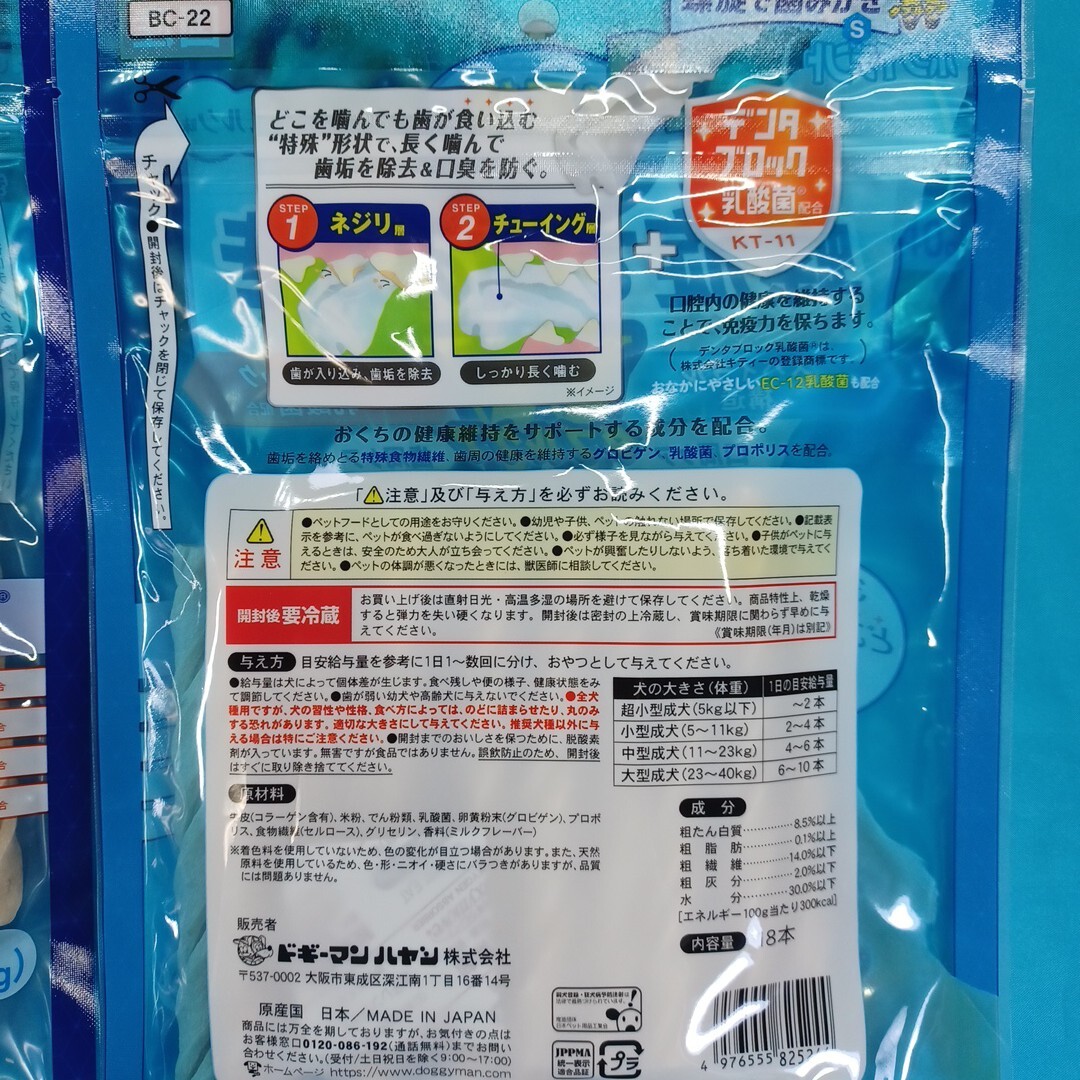 BC-22
螺旋で歯みがき
S
チャック●開封後はチャックを閉じて保存してください。
どこを噛んでも歯が食い込む
“特殊”形状で、長く噛んで
歯垢を除去&口臭を防ぐ。
STEP 1 ネジリ層
STEP 2 チューイング層
歯が入り込み、歯垢を除去
しっかり長く噛む
※イメージ
+
デンタ
ブロック
乳酸菌®配合
KT-11
口腔内の健康を維持する
ことで、免疫力を保ちます。
(デンタブロック乳酸菌®は、
株式会社キティーの登録商標です。)
おなかにやさしいEC-12乳酸菌も配合
おくちの健康維持をサポートする成分を配合。
歯垢を絡めとる特殊食物繊維、歯周の健康を維持するグロビゲン、乳酸菌、プロポリスを配合。
「⚠注意」及び「与え方」を必ずお読みください。
注意
●ペットフードとしての用途をお守りください。●幼児や子供、ペットの触れない場所で保存してください。●記載表
示を参考に、ペットが食べ過ぎないようにしてください。●必ず様子を見ながら与えてください。●子供がペットに与
えるときは、安全のため大人が立ち会ってください。●ペットが興奮したりしないよう、落ち着いた環境で与えてく
ださい。●ペットの体調が悪くなったときには、獣医師に相談してください。
開封後要冷蔵
お買い上げ後は直射日光・高温多湿の場所を避けて保存してください。商品特性上、乾燥
すると弾力を失い硬くなります。開封後は密封の上冷蔵し、賞味期限に関わらず早めに与
えてください。
《賞味期限(年月)は別記》
与え方 目安給与量を参考に1日1〜数回に分け、おやつとして与えてください。
●給与量は犬によって個体差が生じます。食べ残しや便の様子、健康状態をみ
て調節してください。●歯が弱い幼犬や高齢犬に与えないでください。●全犬
種用ですが、犬の習性や性格、食べ方によっては、のどに詰まらせたり、丸のみ
する恐れがあります。適切な大きさにして与えてください。推奨犬種以外に与
える場合は特にご注意ください。●開封までおいしさを保つために、脱酸素
剤が入っています。無害ですが食品ではありません。誤飲防止のため、開封後
はすぐに取り除き捨ててください。
犬の大きさ(体重) 1日の目安給与量
超小型成犬(5kg以下) 〜2本
小型成犬(5〜11kg) 2〜4本
中型成犬(11〜23kg) 4〜6本
大型成犬(23〜40kg) 6〜10本
原材料
皮(コラーゲン含有)、米粉、でん粉類、乳酸菌、卵黄粉末(グロビゲン)、プロポ
リス、食物繊維(セルロース)、グリセリン、香料(ミルクフレーバー)
※着色料を使用していないため、色の変化が目立つ場合があります。また、天然
原料を使用しているため、色・形・ニオイ・硬さにバラつきがありますが、品質
には問題ありません。
成分
粗たん白質 8.5%以上
粗脂肪 0.1%以上
粗繊維 14.0%以下
粗灰分 2.0%以下
水分 30.0%以下
[エネルギー100g当たり300kcal]
内容量 18本
販売者
ドギーマンハヤシ株式会社
〒537-0002 大阪市東成区深江南1丁目16番14号
原産国 日本/MADE IN JAPAN
商品には万全を期しておりますが、お気付きの点は
お客様窓口0120-086-192(通話無料)までお問い
合わせください。(受付/土日祝日を除く9:00〜17:00)
ホームページ https://www.doggyman.com/
JPPMA
統一表示
適合品証
プラ
4 976555 825
g)